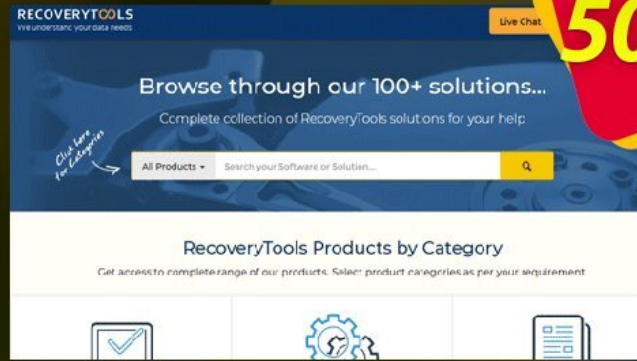 RECOVERYTOOLS
We understand your data needs
Live Chat
50
Browse through our 100+ solutions...
Complete collection of RecoveryTools solutions for your help
Click here
for Categories
All Products
Search your Software or Solution...
RecoveryTools Products by Category
Get access to complete range of our products. Select product categories as per your requirement